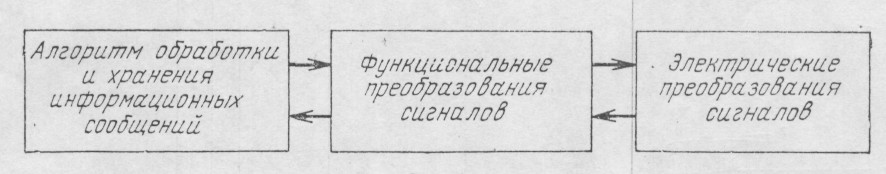 Алгоритм обработки
и хранения
информационных
сообщений
Функциональные
преобразования
сигналов
Электрические
преобразования
сигналов